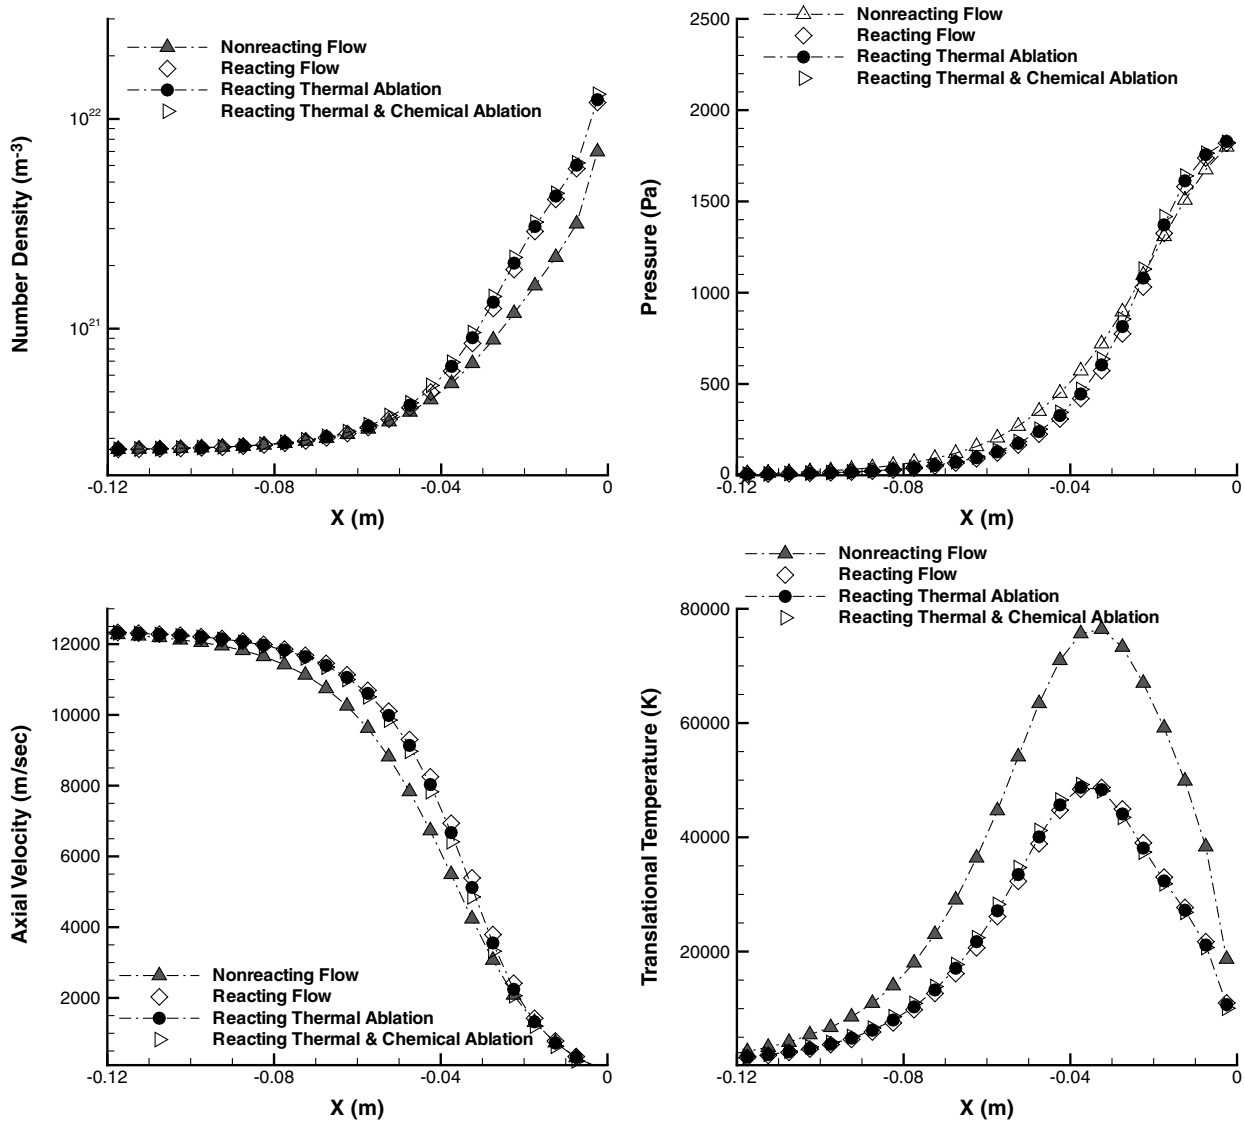 Nonreacting Flow
Reacting Flow
Reacting Thermal Ablation
Reacting Thermal & Chemical Ablation
10^22
10^21
Number Density (m^-3)
-0.12 -0.08 -0.04 0
X (m)
Nonreacting Flow
Reacting Flow
Reacting Thermal Ablation
Reacting Thermal & Chemical Ablation
2500
2000
1500
1000
500
0
Pressure (Pa)
-0.12 -0.08 -0.04 0
X (m)
12000
10000
8000
6000
4000
2000
Axial Velocity (m/sec)
Nonreacting Flow
Reacting Flow
Reacting Thermal Ablation
Reacting Thermal & Chemical Ablation
-0.12 -0.08 -0.04 0
X (m)
Nonreacting Flow
Reacting Flow
Reacting Thermal Ablation
Reacting Thermal & Chemical Ablation
80000
60000
40000
20000
Translational Temperature (K)
-0.12 -0.08 -0.04 0
X (m)